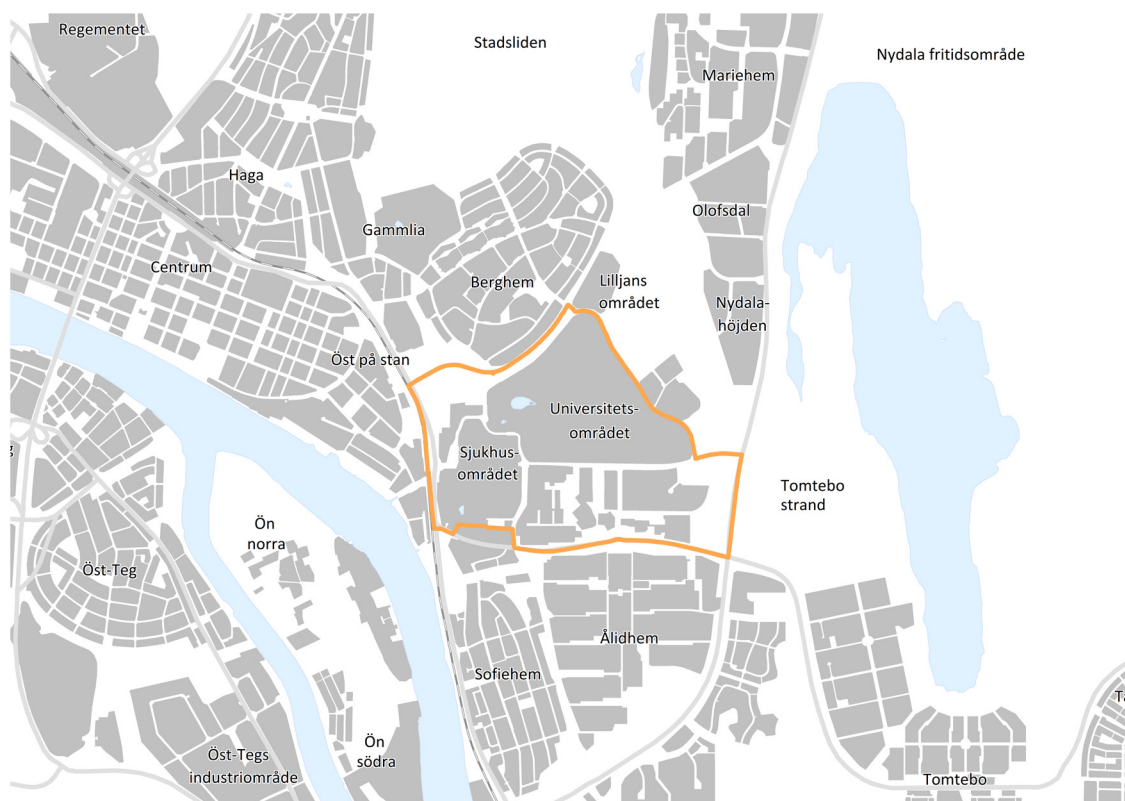 Regementet
Stadsliden
Nydala fritidsområde
Mariehem
Haga
Olofsdal
Gammlia
Centrum
Berghem
Lilljans
området
Nydala-
höjden
Öst på stan
Universitets-
området
Sjukhus-
området
Tomtebo
strand
Ön
norra
Öst-Teg
Ålidhem
Sofiehem
Ön
södra
Öst-Tegs
industriområde
Tomtebo